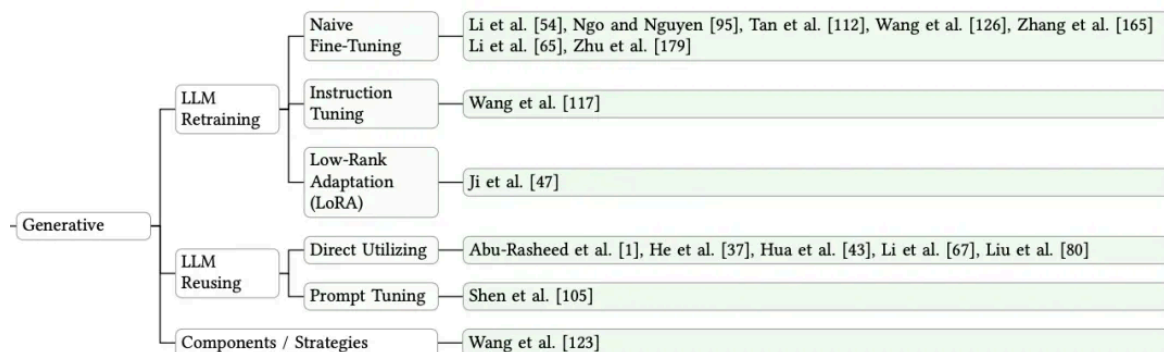 Naive
Fine-Tuning
Li et al. [54], Ngo and Nguyen [95], Tan et al. [112], Wang et al. [126], Zhang et al. [165]
Li et al. [65], Zhu et al. [179]
LLM
Retraining
Instruction
Tuning
Wang et al. [117]
Low-Rank
Adaptation
(LoRA)
Ji et al. [47]
Generative
LLM
Reusing
Direct Utilizing
Abu-Rasheed et al. [1], He et al. [37], Hua et al. [43], Li et al. [67], Liu et al. [80]
Prompt Tuning
Shen et al. [105]
Components / Strategies
Wang et al. [123]